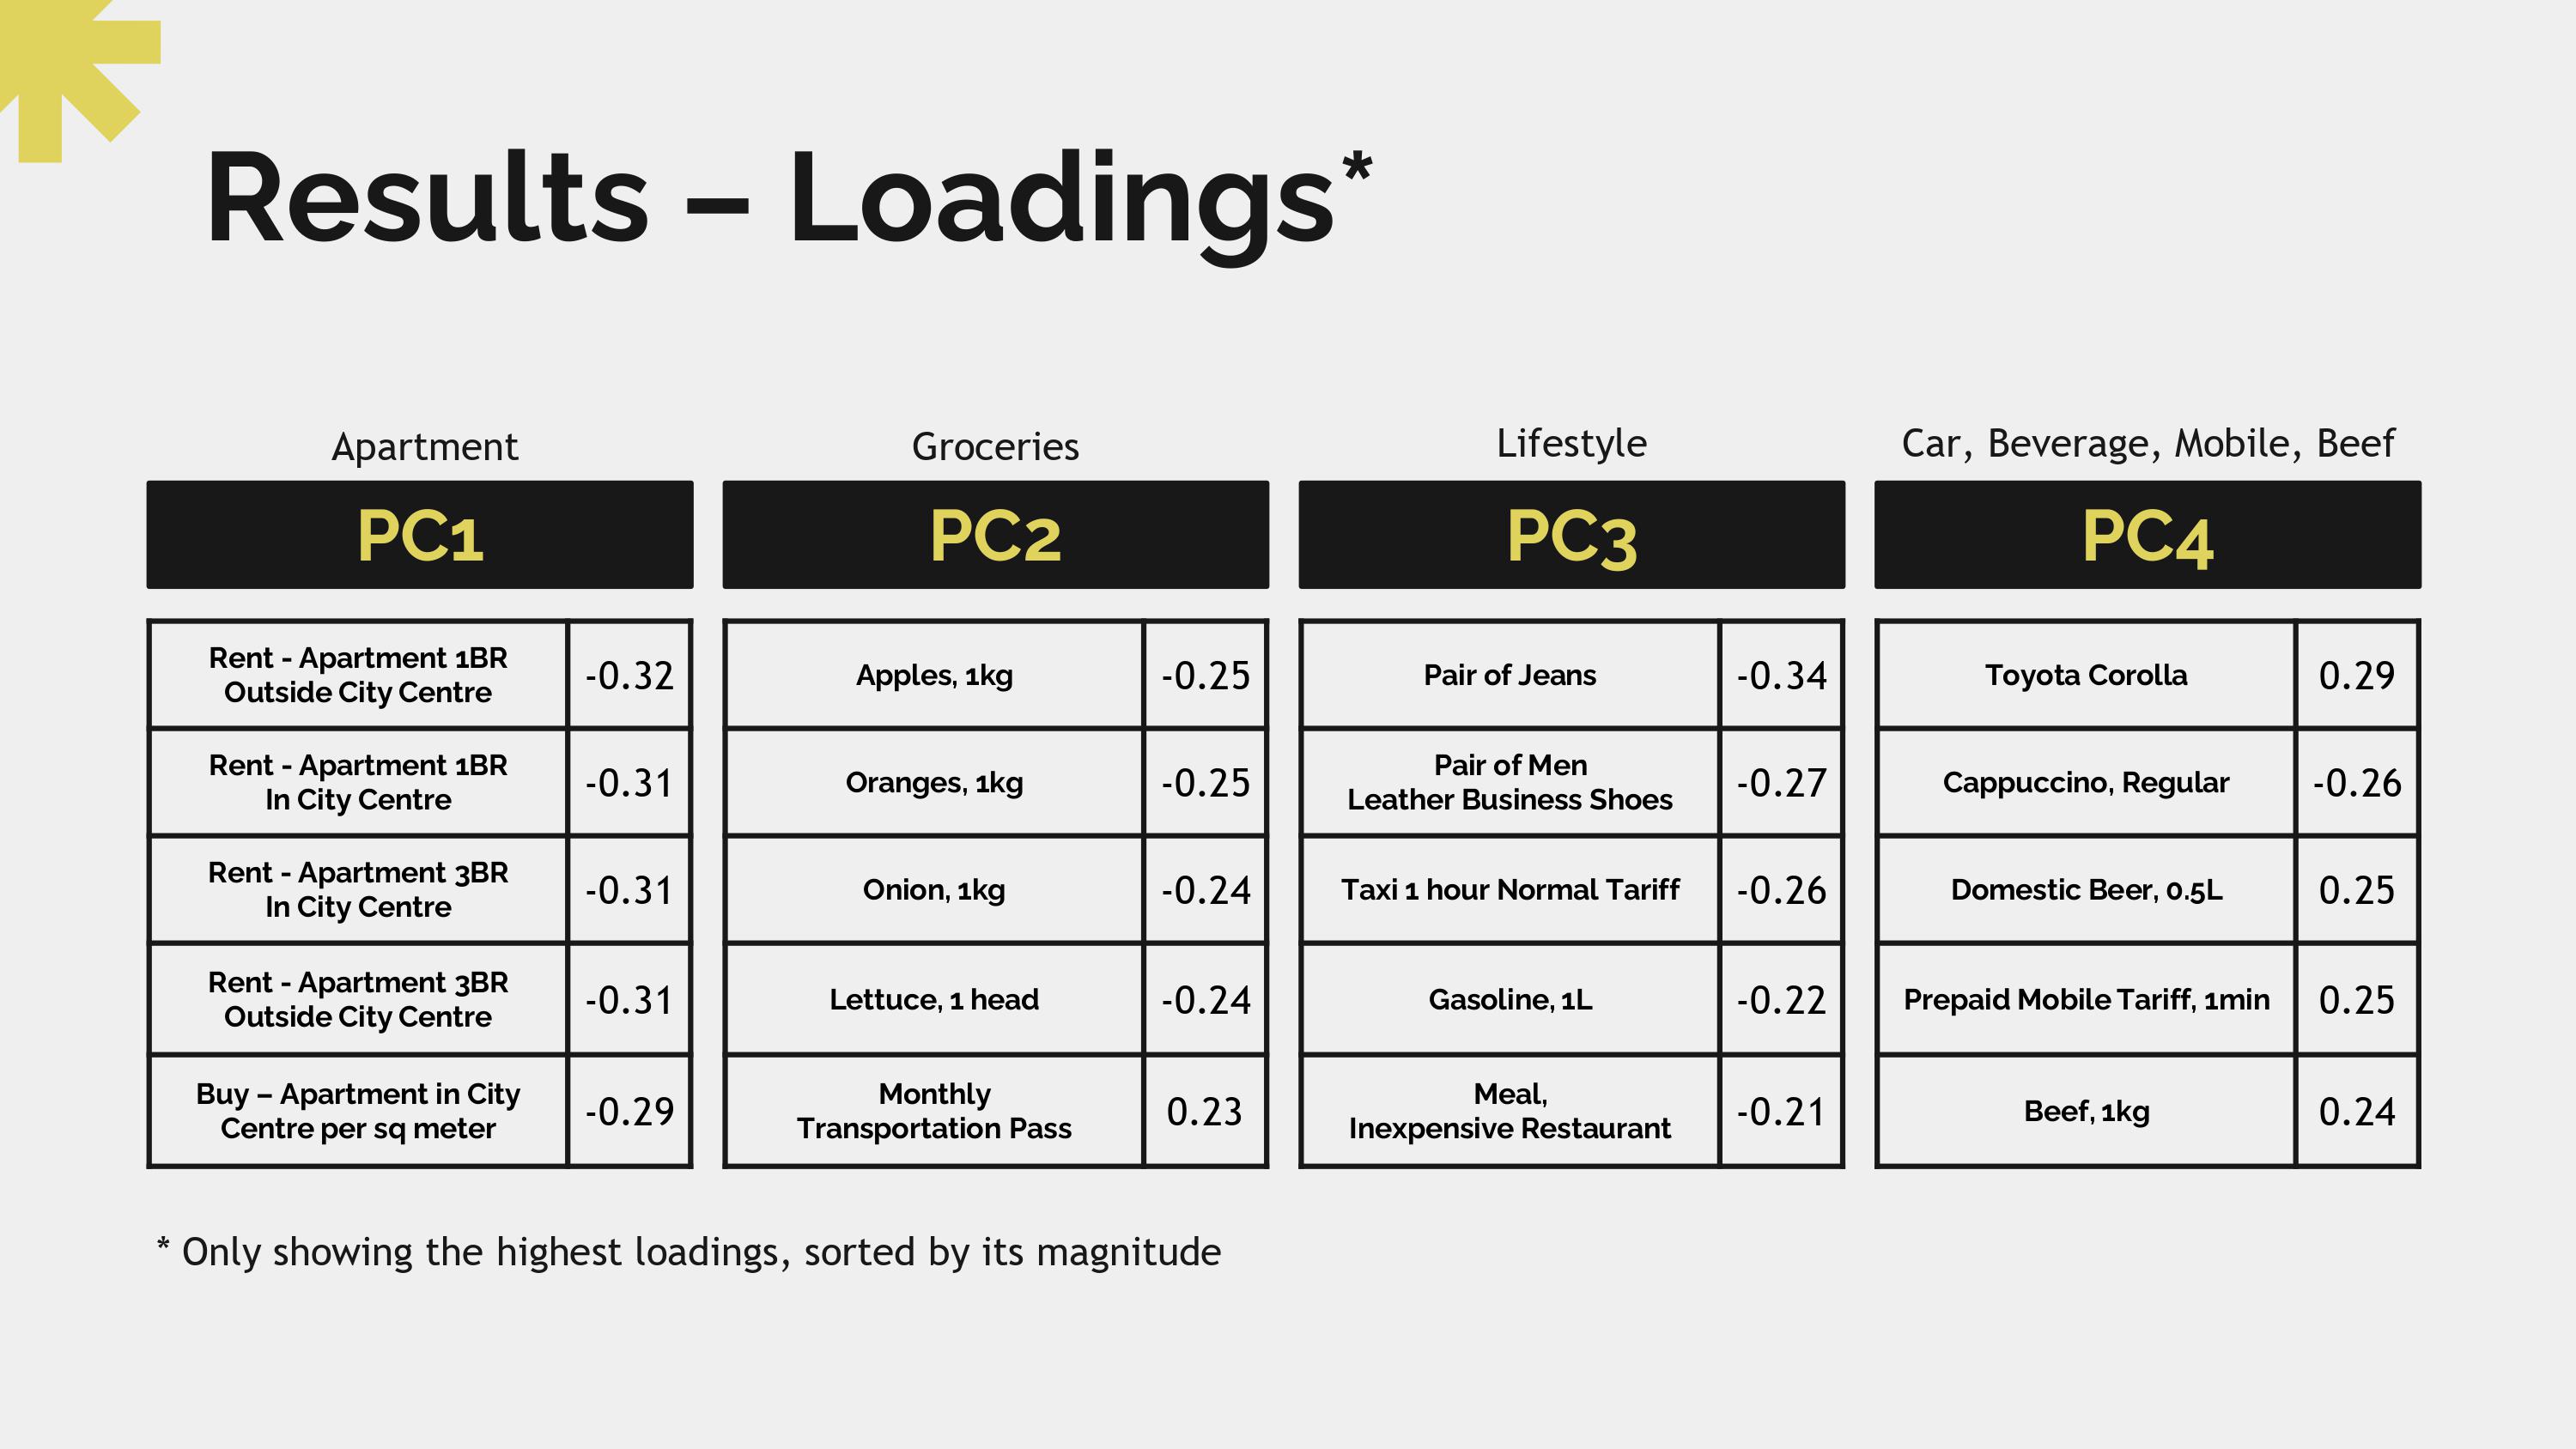 Results – Loadings*
Apartment
PC1
Rent - Apartment 1BR
Outside City Centre
-0.32
Rent - Apartment 1BR
In City Centre
-0.31
Rent - Apartment 3BR
In City Centre
-0.31
Rent - Apartment 3BR
Outside City Centre
-0.31
Buy – Apartment in City
Centre per sq meter
-0.29
Groceries
PC2
Apples, 1kg
-0.25
Oranges, 1kg
-0.25
Onion, 1kg
-0.24
Lettuce, 1 head
-0.24
Monthly
Transportation Pass
0.23
Lifestyle
PC3
Pair of Jeans
-0.34
Pair of Men
Leather Business Shoes
-0.27
Taxi 1 hour Normal Tariff
-0.26
Gasoline, 1L
-0.22
Meal,
Inexpensive Restaurant
-0.21
Car, Beverage, Mobile, Beef
PC4
Toyota Corolla
0.29
Cappuccino, Regular
-0.26
Domestic Beer, 0.5L
0.25
Prepaid Mobile Tariff, 1min
0.25
Beef, 1kg
0.24
* Only showing the highest loadings, sorted by its magnitude